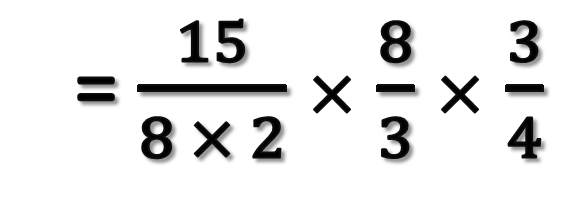 = 15/(8 × 2) × 8/3 × 3/4